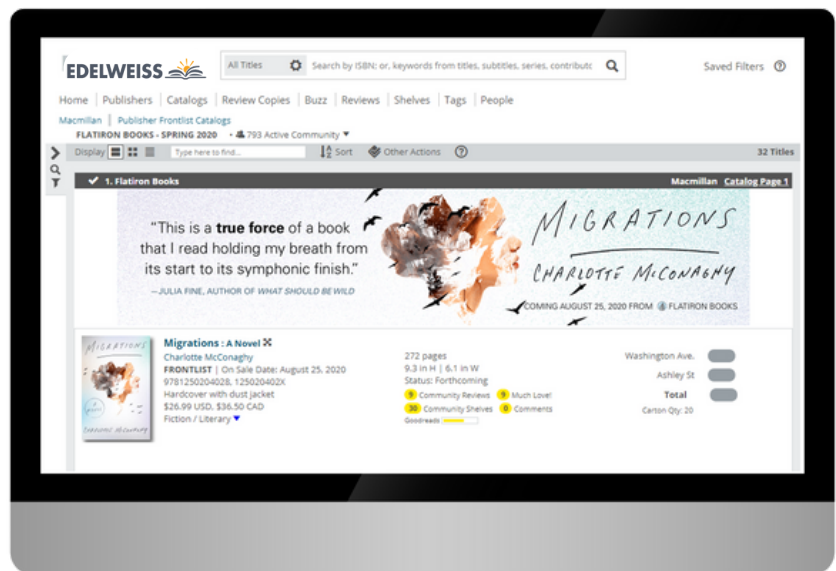 EDELWEISS
All Titles Search by ISBN: or, keywords from titles, subtitles, series, contributc
Saved Filters ?
Home | Publishers | Catalogs | Review Copies | Buzz | Reviews | Shelves | Tags | People
Macmillan | Publisher Frontlist Catalogs
FLATIRON BOOKS - SPRING 2020 • 793 Active Community ▼
Display Type here to find... Sort Other Actions ? 32 Titles
✓ 1. Flatiron Books Macmillan Catalog Page 1
"This is a true force of a book
that I read holding my breath from
its start to its symphonic finish."
—JULIA FINE, AUTHOR OF WHAT SHOULD BE WILD
MIGRATIONS
CHARLOTTE MCCONAGHY
COMING AUGUST 25, 2020 FROM FLATIRON BOOKS
MIGRATIONS
CHARLOTTE MCCONAGHY
Migrations : A Novel
Charlotte McConaghy
FRONTLIST | On Sale Date: August 25, 2020
9781250204028, 125020402X
Hardcover with dust jacket
$26.99 USD, $36.50 CAD
Fiction / Literary ▼
272 pages
9.3 in H | 6.1 in W
Status: Forthcoming
9 Community Reviews 9 Much Love!
30 Community Shelves 0 Comments
Goodreads
Washington Ave.
Ashley St
Total
Carton Qty: 20